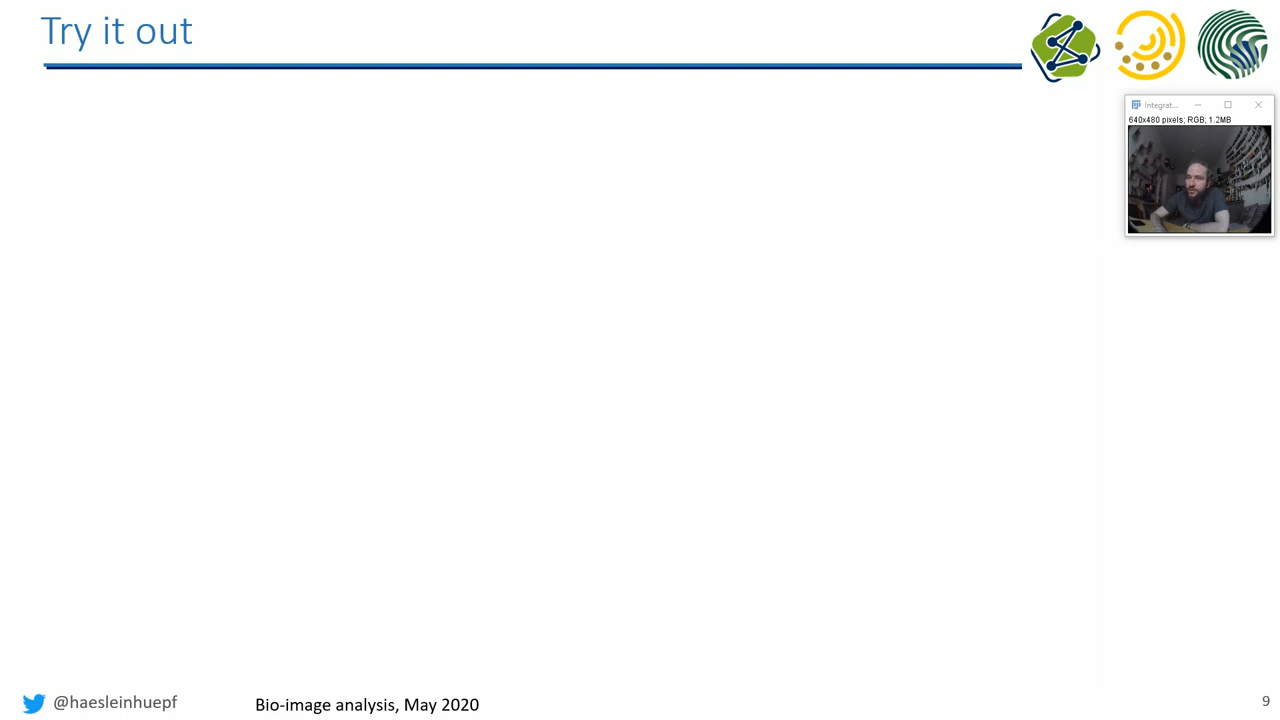 Try it out
Integrat...
640x480 pixels; RGB; 1.2MB
@haesleinhuepf
Bio-image analysis, May 2020
9